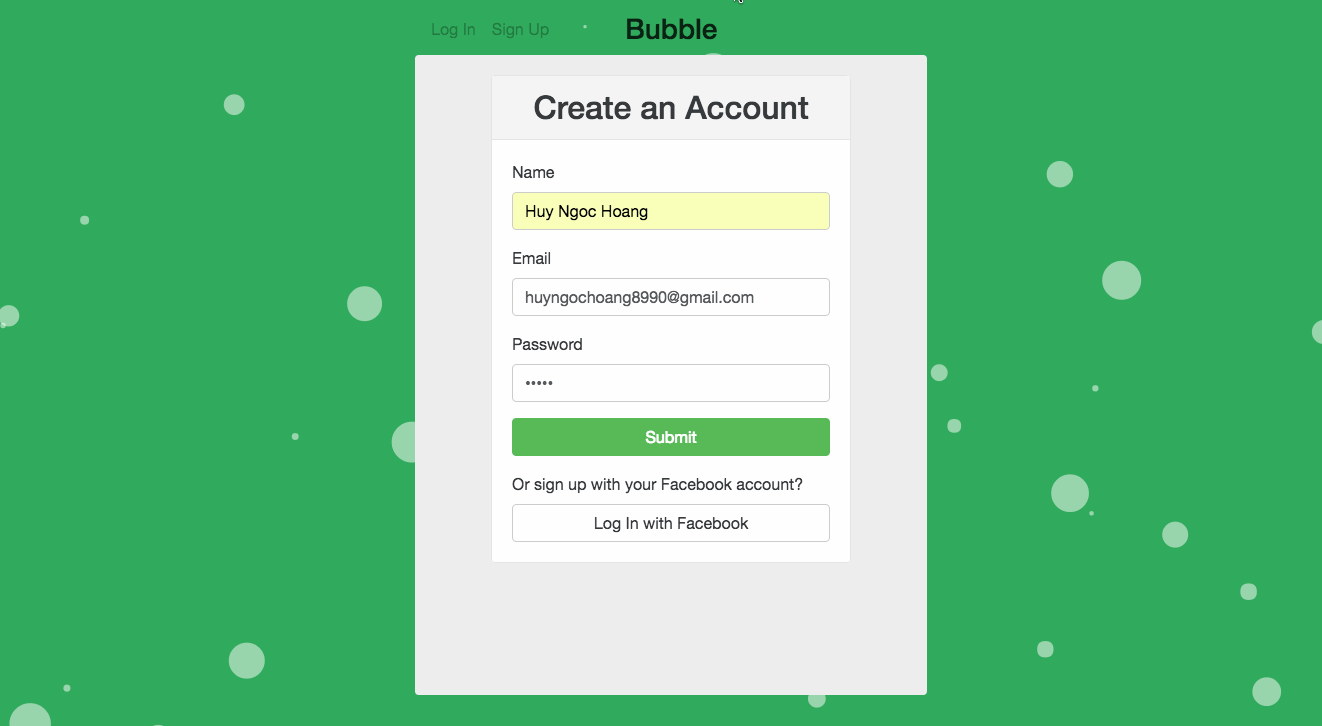 Log In Sign Up Bubble
Create an Account
Name
Huy Ngoc Hoang
Email
huyngochoang8990@gmail.com
Password
•••••
Submit
Or sign up with your Facebook account?
Log In with Facebook